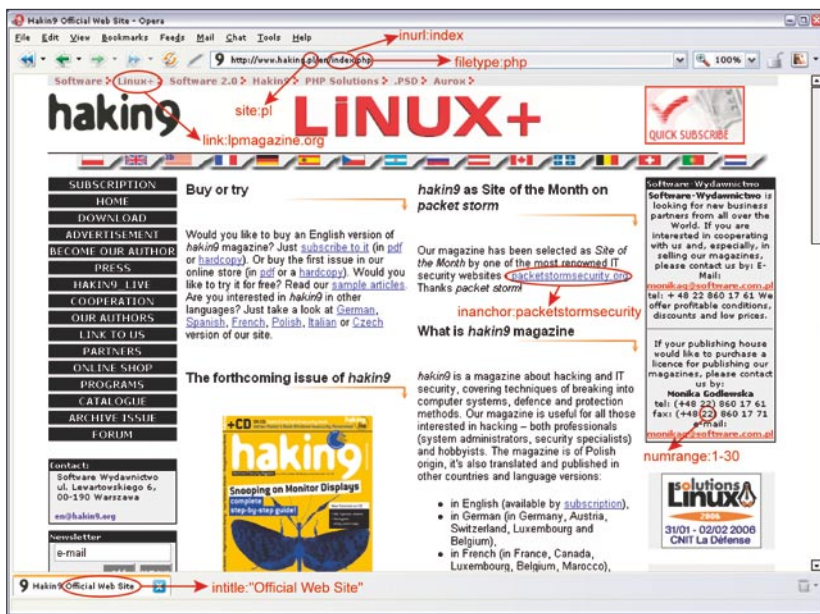 Hakin9 Official Web Site - Opera
File Edit View Bookmarks Feeds Mail Chat Tools Help
inurl:index
9 http://www.haking.pl/en/index.php
filetype:php
100%
Software Linux+ Software 2.0 Hakin9 PHP Solutions .PSD Aurox
site:pl
hakin9
LiNUX+
QUICK SUBSCRIBE
link:lpmagazine.org
SUBSCRIPTION
HOME
DOWNLOAD
ADVERTISEMENT
BECOME OUR AUTHOR
PRESS
HAKIN9 LIVE
COOPERATION
OUR AUTHORS
LINK TO US
PARTNERS
ONLINE SHOP
PROGRAMS
CATALOGUE
ARCHIVE ISSUE
FORUM
Contact:
Software Wydawnictwo
ul. Lewartowskiego 6,
00-190 Warszawa
en@hakin9.org
Newsletter
e-mail
Buy or try
Would you like to buy an English version of
hakin9 magazine? Just subscribe to it (in pdf
or hardcopy). Or buy the first issue in our
online store (in pdf or a hardcopy). Would you
like to try it for free? Read our sample articles.
Are you interested in hakin9 in other
languages? Just take a look at German,
Spanish, French, Polish, Italian or Czech
version of our site.
The forthcoming issue of hakin9
+CD
hakin9
Snooping on Monitor Displays
complete
step-by-step guide!
hakin9 as Site of the Month on
packet storm
Our magazine has been selected as Site of
the Month by one of the most renowned IT
security websites - packetstormsecurity.org.
Thanks packet storm!
inanchor:packetstormsecurity
What is hakin9 magazine
hakin9 is a magazine about hacking and IT
security, covering techniques of breaking into
computer systems, defence and protection
methods. Our magazine is useful for all those
interested in hacking – both professionals
(system administrators, security specialists)
and hobbyists. The magazine is of Polish
origin, it's also translated and published in
other countries and language versions:
• in English (available by subscription),
• in German (in Germany, Austria,
Switzerland, Luxembourg and
Belgium),
• in French (in France, Canada,
Luxembourg, Belgium, Marocco),
Software-Wydawnictwo
Software-Wydawnictwo is
looking for new business
partners from all over the
World. If you are
interested in cooperating
with us and, especially, in
selling our magazines,
please contact us by: E-
Mail:
monikag@software.com.pl
tel: + 48 22 860 17 61 We
offer profitable conditions,
discounts and low prices.
If your publishing house
would like to purchase a
licence for publishing our
magazines, please contact
us by:
Monika Godlewska
tel: (+48 22) 860 17 61
fax: (+48 22) 860 17 71
e-mail:
monikag@software.com.pl
numrange:1-30
solutions
Linux
2006
31/01 - 02/02 2006
CNIT La Défense
9 Hakin9 Official Web Site
intitle:"Official Web Site"